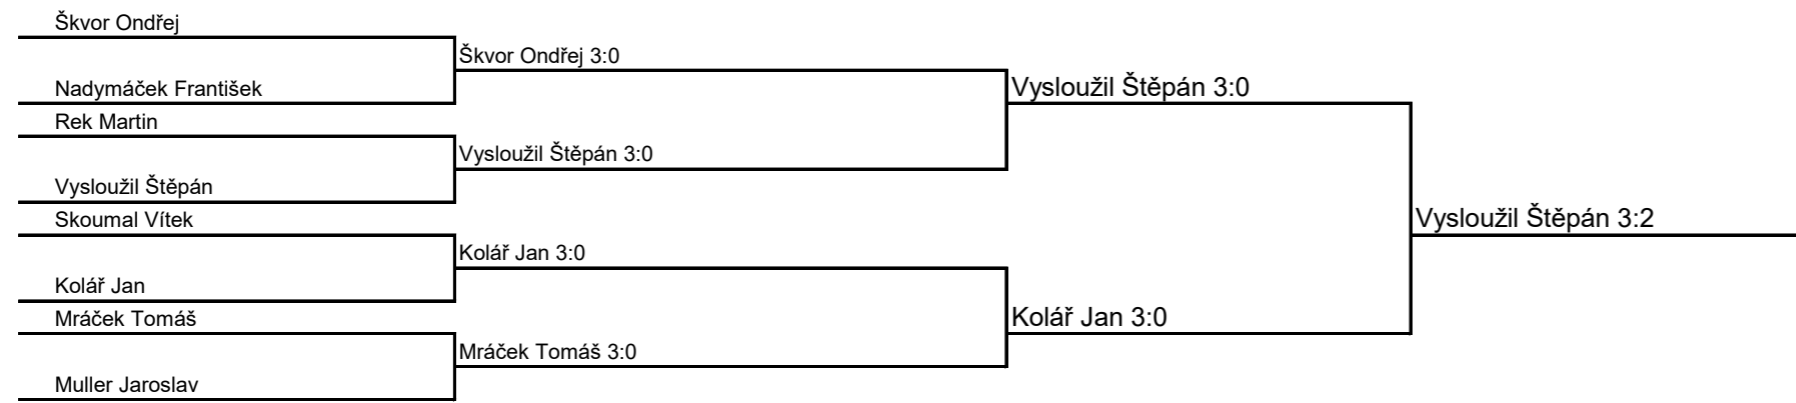 Škvor Ondřej
Nadymáček František
Rek Martin
Vysloužil Štěpán
Skoumal Vítek
Kolář Jan
Mráček Tomáš
Muller Jaroslav
Škvor Ondřej 3:0
Vysloužil Štěpán 3:0
Kolář Jan 3:0
Mráček Tomáš 3:0
Vysloužil Štěpán 3:0
Kolář Jan 3:0
Vysloužil Štěpán 3:2